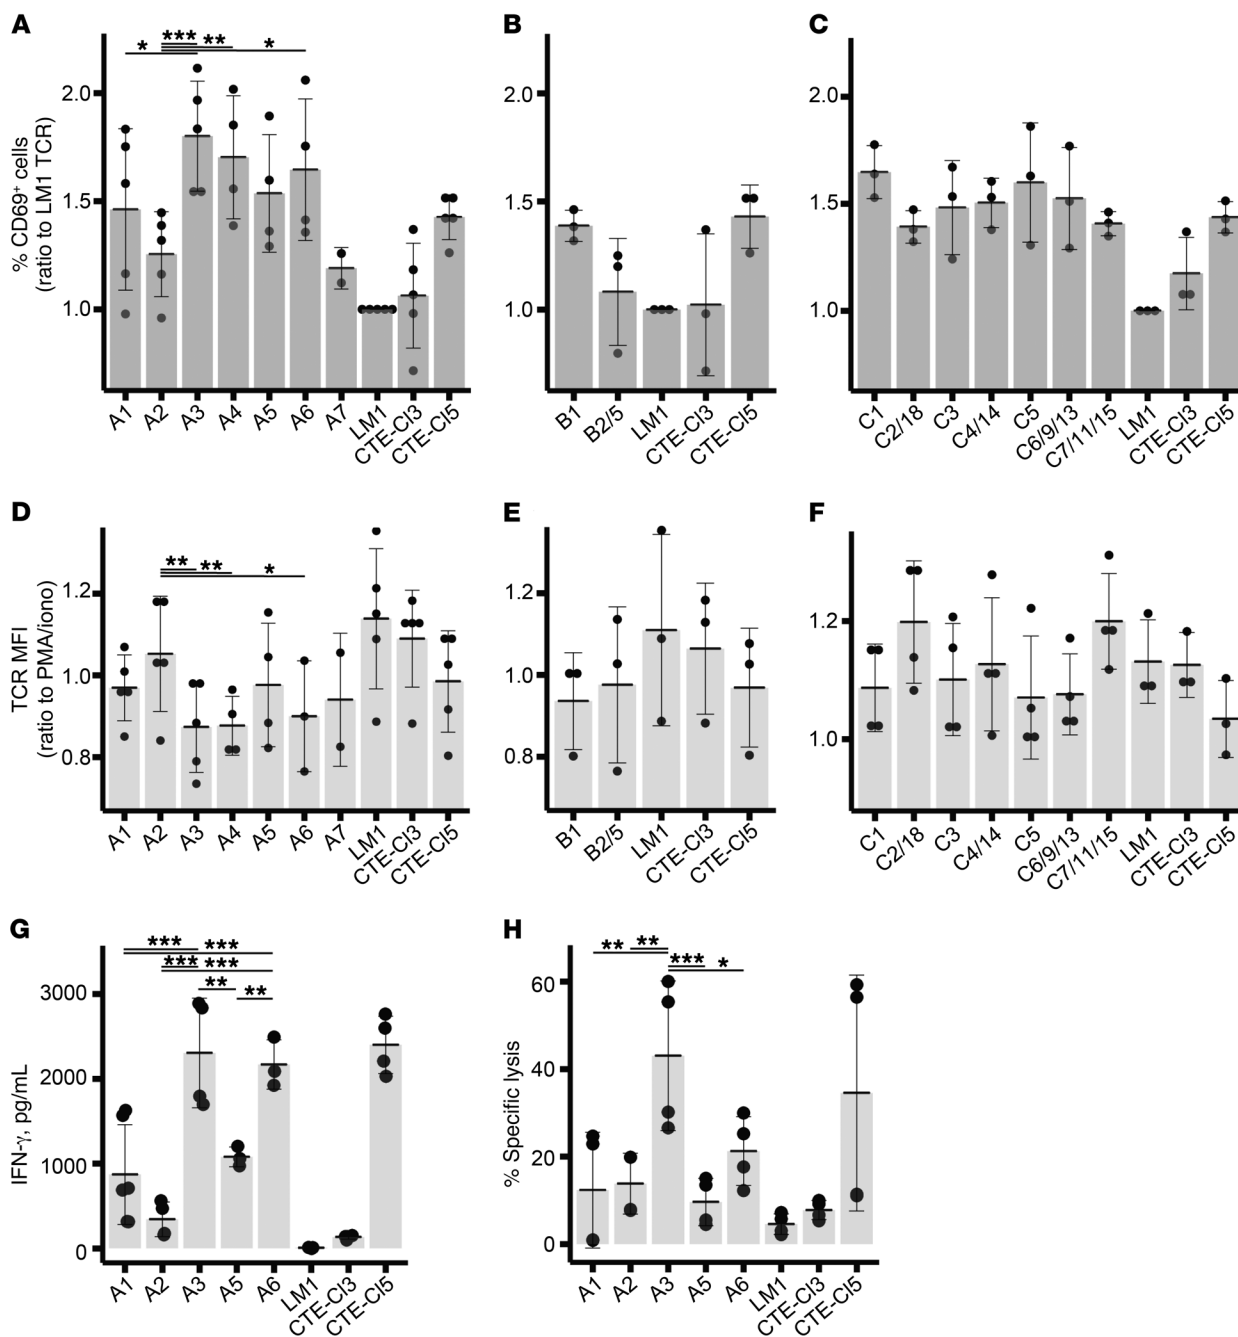 A
% CD69⁺ cells
(ratio to LM1 TCR)
2.0
1.5
1.0
* *** ** *
A1 A2 A3 A4 A5 A6 A7 LM1 CTE-Cl3 CTE-Cl5
B
2.0
1.5
1.0
B1 B2/5 LM1 CTE-Cl3 CTE-Cl5
C
2.0
1.5
1.0
C1 C2/18 C3 C4/14 C5 C6/9/13 C7/11/15 LM1 CTE-Cl3 CTE-Cl5
D
TCR MFI
(ratio to PMA/iono)
1.2
1.0
0.8
** ** *
A1 A2 A3 A4 A5 A6 A7 LM1 CTE-Cl3 CTE-Cl5
E
1.2
1.0
0.8
B1 B2/5 LM1 CTE-Cl3 CTE-Cl5
F
1.2
1.0
C1 C2/18 C3 C4/14 C5 C6/9/13 C7/11/15 LM1 CTE-Cl3 CTE-Cl5
G
IFN-γ, pg/mL
3000
2000
1000
0
*** ***
*** ***
** **
A1 A2 A3 A5 A6 LM1 CTE-Cl3 CTE-Cl5
H
% Specific lysis
60
40
20
0
** **
*** *
A1 A2 A3 A5 A6 LM1 CTE-Cl3 CTE-Cl5